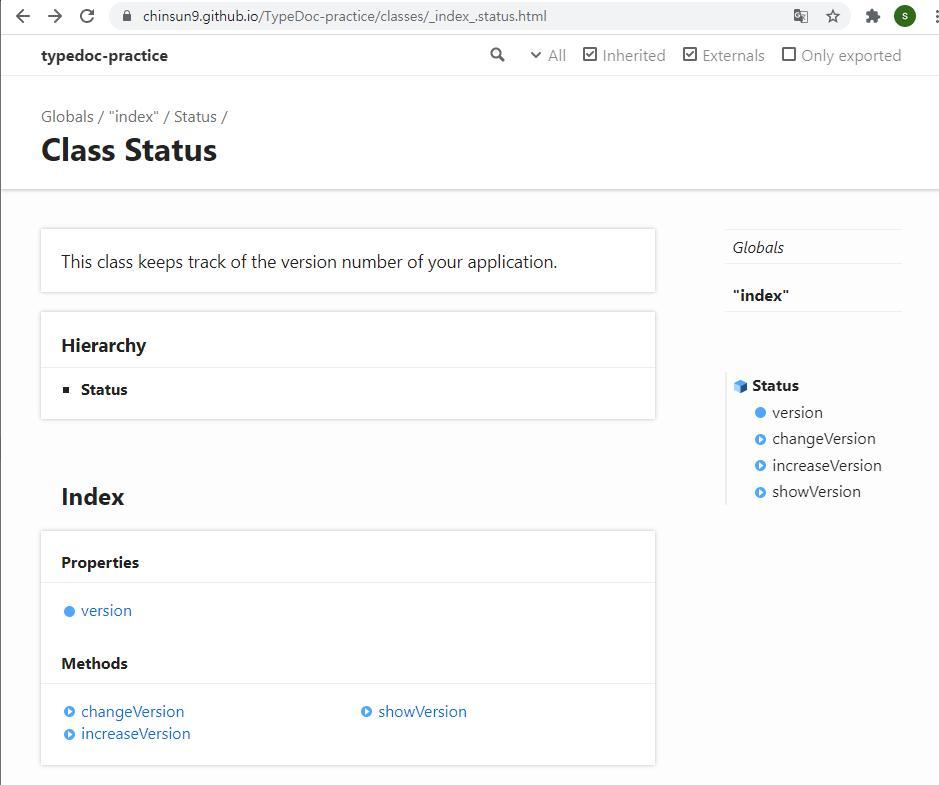 chinsun9.github.io/TypeDoc-practice/classes/_index_.status.html
S
typedoc-practice
All Inherited Externals Only exported
Globals / "index" / Status /
Class Status
This class keeps track of the version number of your application.
Hierarchy
Status
Index
Properties
version
Methods
changeVersion showVersion
increaseVersion
Globals
"index"
Status
version
changeVersion
increaseVersion
showVersion